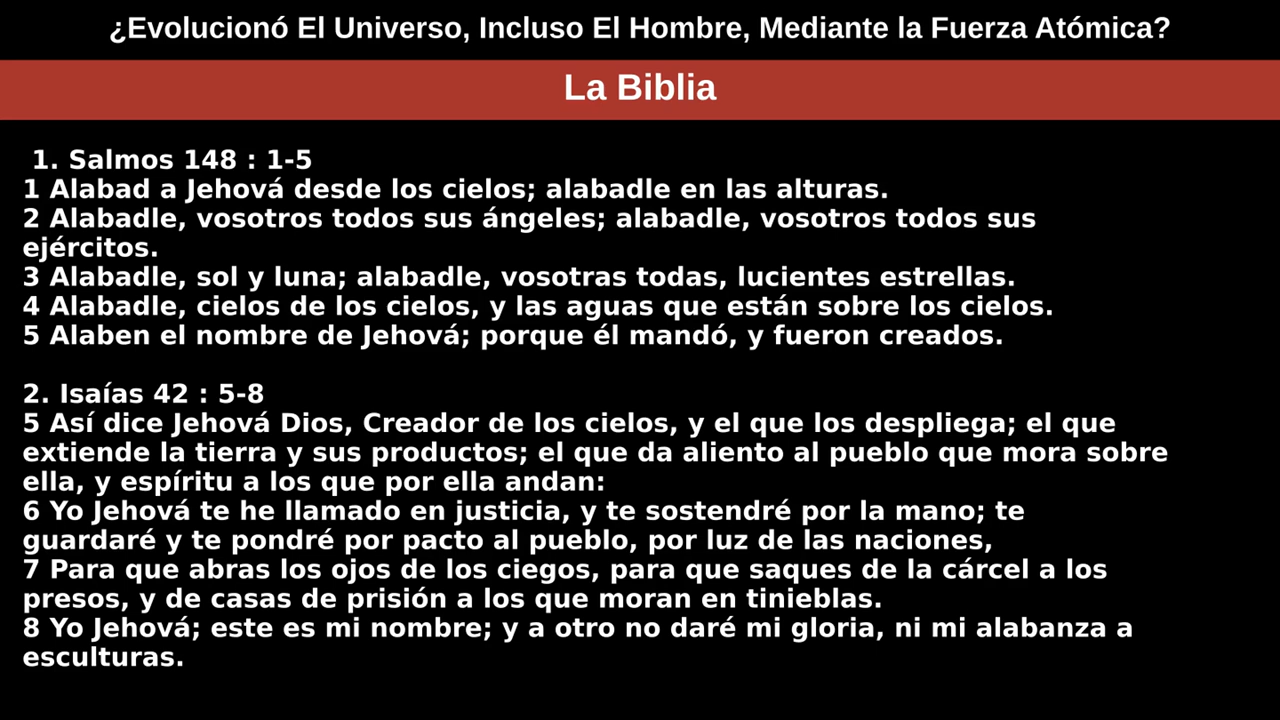 ¿Evolucionó El Universo, Incluso El Hombre, Mediante la Fuerza Atómica?
La Biblia
1. Salmos 148 : 1-5
1 Alabad a Jehová desde los cielos; alabadle en las alturas.
2 Alabadle, vosotros todos sus ángeles; alabadle, vosotros todos sus
ejércitos.
3 Alabadle, sol y luna; alabadle, vosotras todas, lucientes estrellas.
4 Alabadle, cielos de los cielos, y las aguas que están sobre los cielos.
5 Alaben el nombre de Jehová; porque él mandó, y fueron creados.
2. Isaías 42 : 5-8
5 Así dice Jehová Dios, Creador de los cielos, y el que los despliega; el que
extiende la tierra y sus productos; el que da aliento al pueblo que mora sobre
ella, y espíritu a los que por ella andan:
6 Yo Jehová te he llamado en justicia, y te sostendré por la mano; te
guardaré y te pondré por pacto al pueblo, por luz de las naciones,
7 Para que abras los ojos de los ciegos, para que saques de la cárcel a los
presos, y de casas de prisión a los que moran en tinieblas.
8 Yo Jehová; este es mi nombre; y a otro no daré mi gloria, ni mi alabanza a
esculturas.